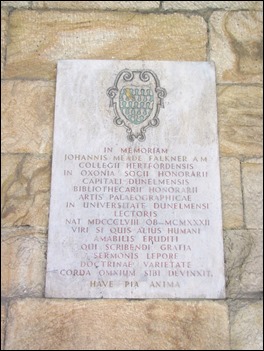 IN MEMORIAM
JOHANNIS MEADE FALKNER A.M
COLLEGII HERTFORDENSIS
IN OXONIA SOCII HONORARII
CAPITULI DUNELMENSIS
BIBLIOTHECARII HONORARII
ARTIS PALAEOGRAPHICAE
IN UNIVERSITATE DUNELMENSI
LECTORIS
NAT MDCCCLVIII OB MCMXXXII
VIRI SI QUIS ALIUS HUMANI
AMABILIS ERUDITI
QUI SCRIBENDI GRATIA
SERMONIS LEPORE
DOCTRINAE VARIETATE
CORDA OMNIUM SIBI DEVINXIT
HAVE PIA ANIMA